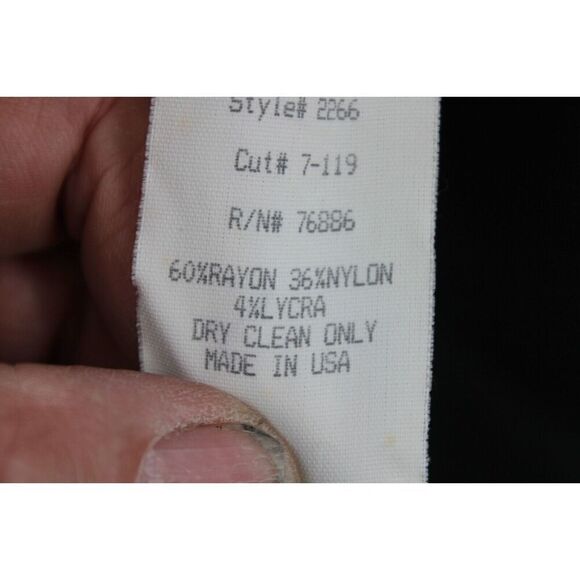 Style# 2266
Cut# 7-119
R/N# 76886
60%RAYON 36%NYLON
4%LYCRA
DRY CLEAN ONLY
MADE IN USA